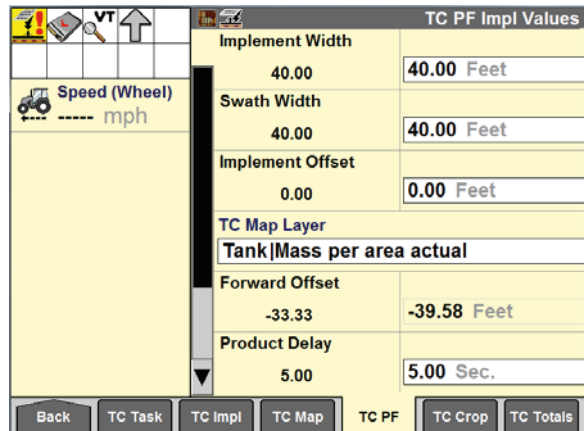 VT
TC PF Impl Values
Speed (Wheel)
----- mph
Implement Width
40.00
40.00 Feet
Swath Width
40.00
40.00 Feet
Implement Offset
0.00
0.00 Feet
TC Map Layer
Tank|Mass per area actual
Forward Offset
-33.33
-39.58 Feet
Product Delay
5.00
5.00 Sec.
Back
TC Task
TC Impl
TC Map
TC PF
TC Crop
TC Totals